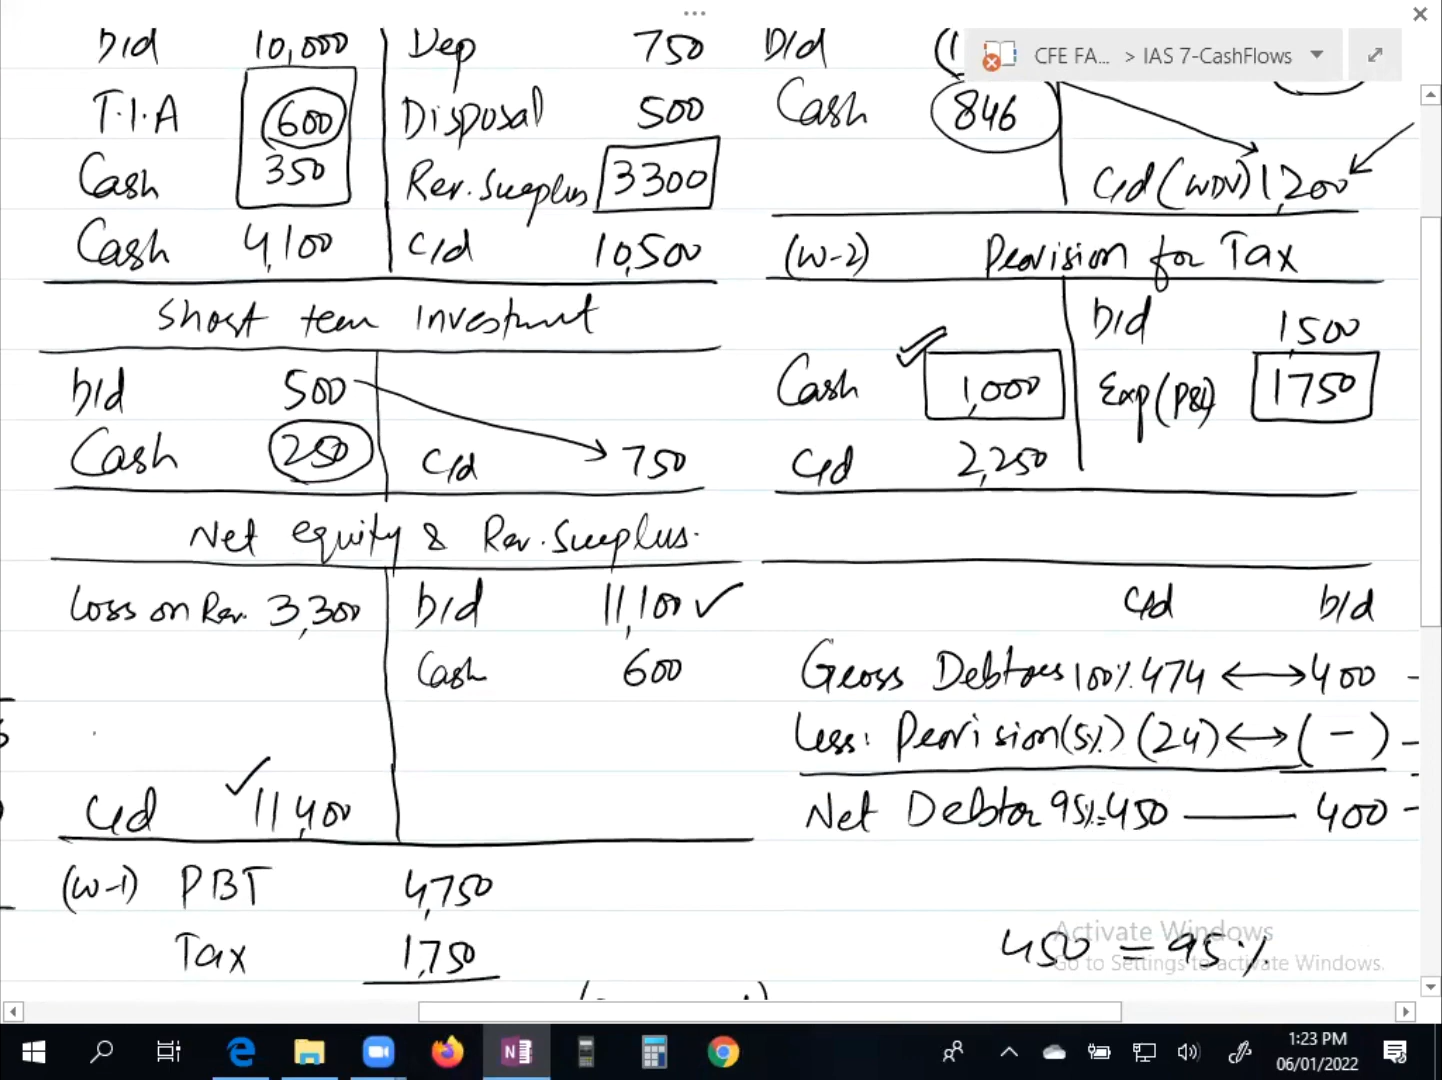 ...
b/d 10,000 Dep 750
T.I.A 600 Disposal 500
Cash 350 Rev. Surplus 3300
Cash 4,100 c/d 10,500
Short term investment
b/d 500
Cash 250 c/d 750
Net equity & Rev. Surplus.
Loss on Rev. 3,300 b/d 11,100
Cash 600
c/d 11,400
(W-1) PBT 4,750
Tax 1,750
CFE FA... > IAS 7-CashFlows
b/d
Cash 846
c/d (WDV) 1,200
(W-2) Provision for Tax
b/d 1,500
Cash 1,000 Exp (P&L) 1750
c/d 2,250
c/d b/d
Gross Debtors 100% 474 400
Less: Provision (5%) (24) ( - )
Net Debtor 95% = 450 400
450 = 95%
Activate Windows
Go to Settings to activate Windows.
1:23 PM
06/01/2022